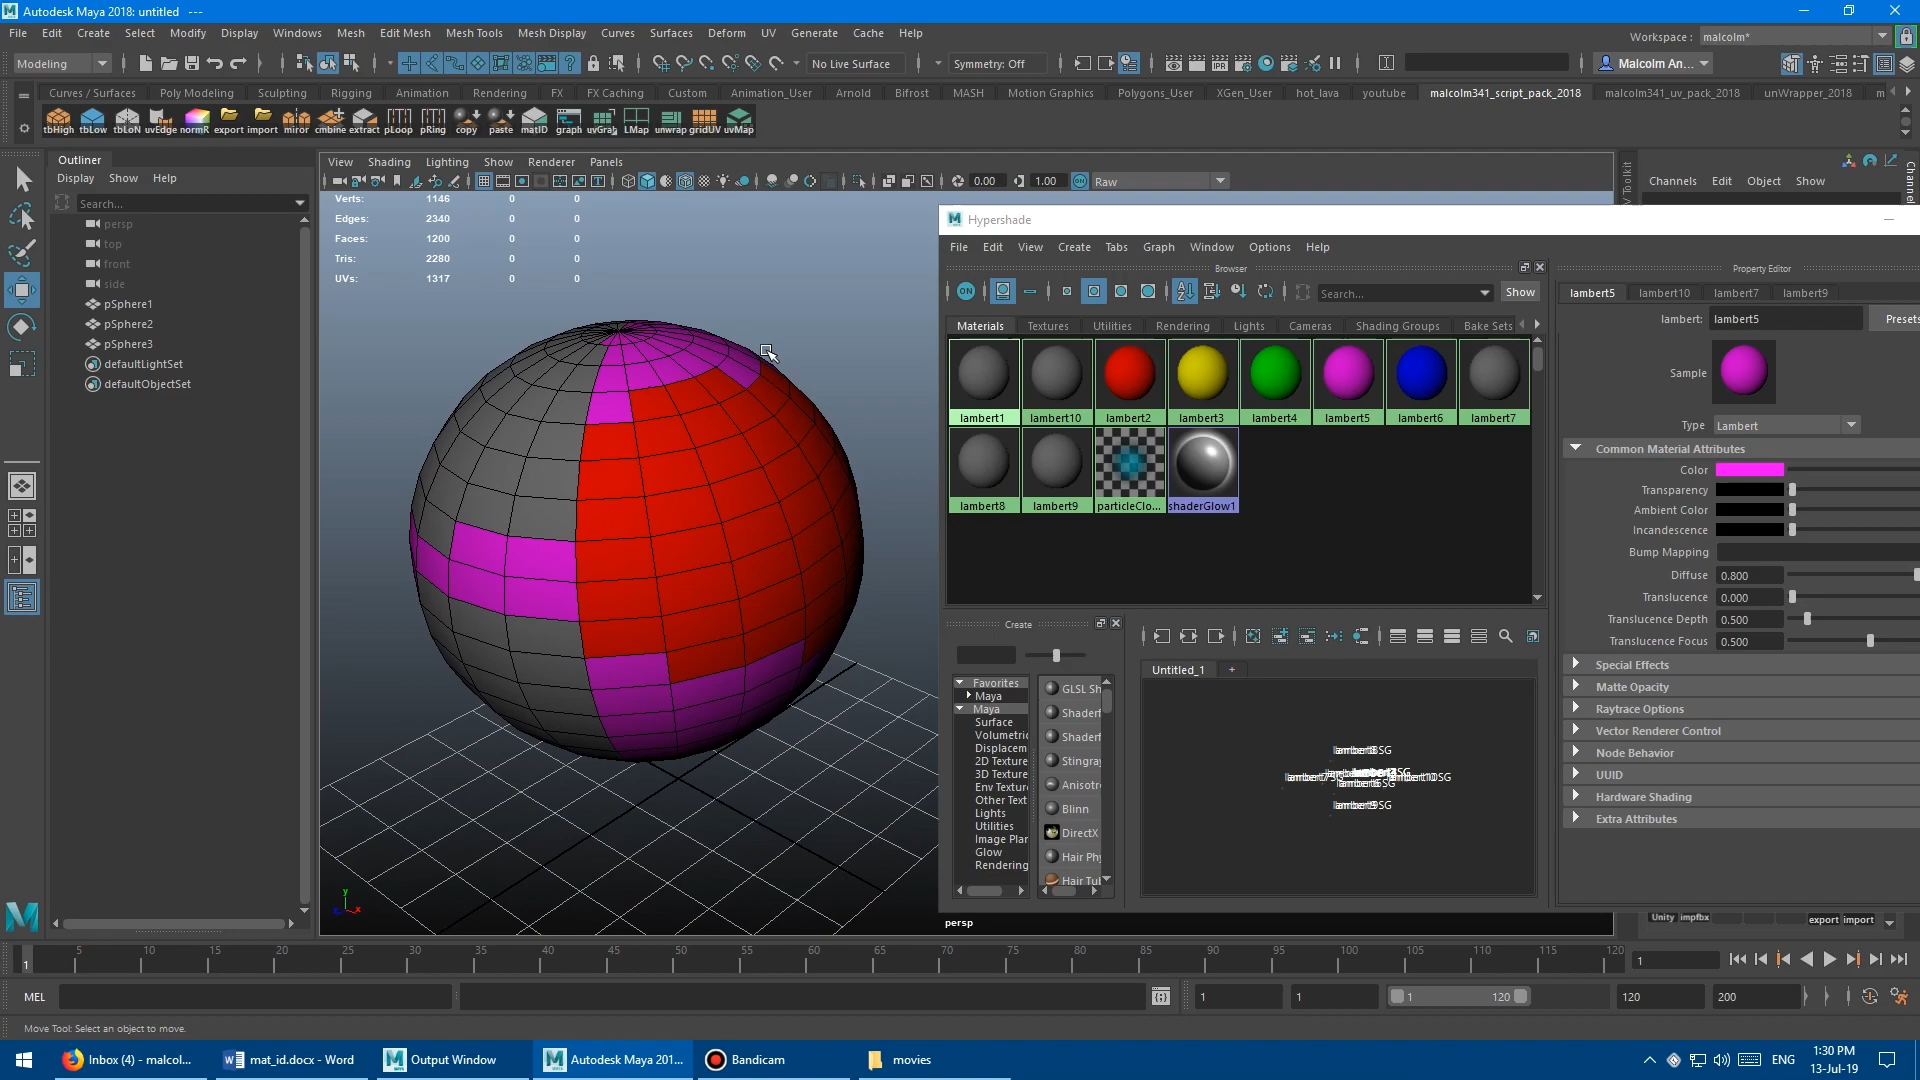 Autodesk Maya 2018: untitled   ---
File Edit Create Select Modify Display Windows Mesh Edit Mesh Mesh Tools Mesh Display Curves Surfaces Deform UV Generate Cache Help
Workspace : malcolm*
Modeling No Live Surface Symmetry: Off Malcolm An...
Curves / Surfaces Poly Modeling Sculpting Rigging Animation Rendering FX FX Caching Custom Animation_User Arnold Bifrost MASH Motion Graphics Polygons_User XGen_User hot_lava youtube malcolm341_script_pack_2018 malcolm341_uv_pack_2018 unWrapper_2018 m
tbHigh tbLow tbLoN uvEdge normR export import miror cmbine extract pLoop pRing copy paste matID graph uvGral LMap unwrap gridUV uvMap
Outliner
Display Show Help
Search...
persp
top
front
side
pSphere1
pSphere2
pSphere3
defaultLightSet
defaultObjectSet
View Shading Lighting Show Renderer Panels
0.00 1.00 Raw
Verts: 1146 0 0
Edges: 2340 0 0
Faces: 1200 0 0
Tris: 2280 0 0
UVs: 1317 0 0
persp
Channels Edit Object Show
Hypershade
File Edit View Create Tabs Graph Window Options Help
Browser
ON Search... Show
Materials Textures Utilities Rendering Lights Cameras Shading Groups Bake Sets
lambert1 lambert10 lambert2 lambert3 lambert4 lambert5 lambert6 lambert7
lambert8 lambert9 particleClo... shaderGlow1
Create
Favorites
Maya
Maya
Surface
Volumetric
Displacem
2D Texture
3D Texture
Env Texture
Other Text
Lights
Utilities
Image Plan
Glow
Rendering
GLSL Sh
Shaderf
Shaderf
Stingray
Anisotro
Blinn
DirectX
Hair Phy
Hair Tub
Untitled_1 +
lambert9SG
Property Editor
lambert5 lambert10 lambert7 lambert9
lambert: lambert5 Presets
Sample
Type Lambert
Common Material Attributes
Color
Transparency
Ambient Color
Incandescence
Bump Mapping
Diffuse 0.800
Translucence 0.000
Translucence Depth 0.500
Translucence Focus 0.500
Special Effects
Matte Opacity
Raytrace Options
Vector Renderer Control
Node Behavior
UUID
Hardware Shading
Extra Attributes
Unity impfbx export import
1 5 10 15 20 25 30 35 40 45 50 55 60 65 70 75 80 85 90 95 100 105 110 115 120 1
MEL 1 1 1 120 120 200
Move Tool: Select an object to move.
Inbox (4) - malcol... mat_id.docx - Word Output Window Autodesk Maya 201... Bandicam movies ENG 1:30 PM
13-Jul-19